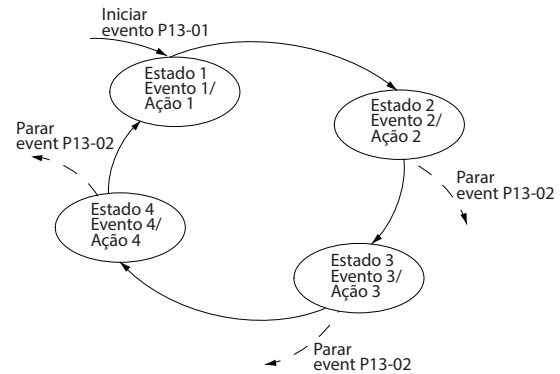 Iniciar
evento P13-01
Estado 1
Evento 1/
Ação 1
Estado 2
Evento 2/
Ação 2
Parar
event P13-02
Parar
event P13-02
Estado 4
Evento 4/
Ação 4
Estado 3
Evento 3/
Ação 3
Parar
event P13-02